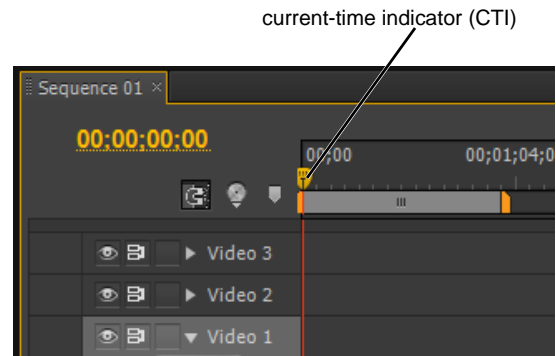 current-time indicator (CTI)
Sequence 01 ×
00;00;00;00
00;00 00;01;04;0
Video 3
Video 2
Video 1